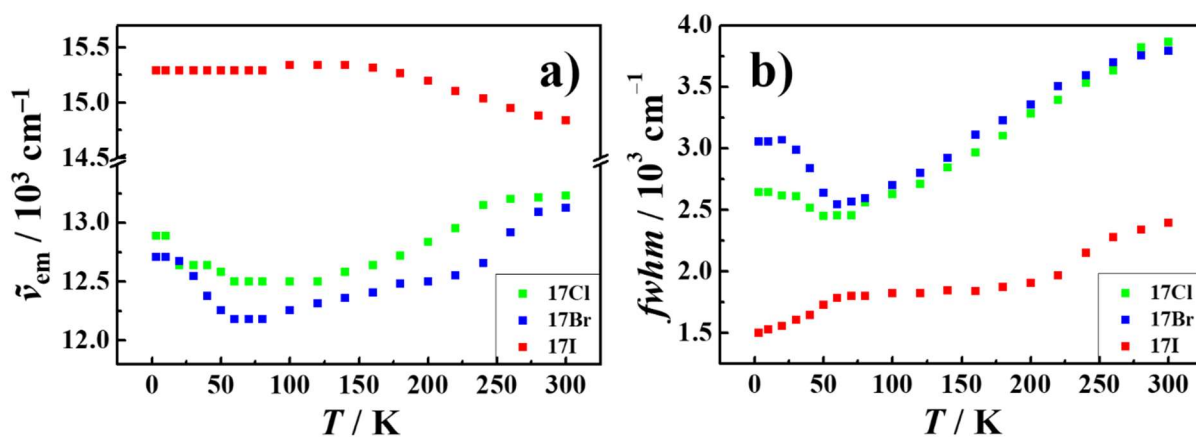 a)
15.5
15.0
14.5
13.0
12.5
12.0
ṽem / 10³ cm⁻¹
17Cl
17Br
17I
0 50 100 150 200 250 300
T / K
b)
4.0
3.5
3.0
2.5
2.0
1.5
fwhm / 10³ cm⁻¹
17Cl
17Br
17I
0 50 100 150 200 250 300
T / K